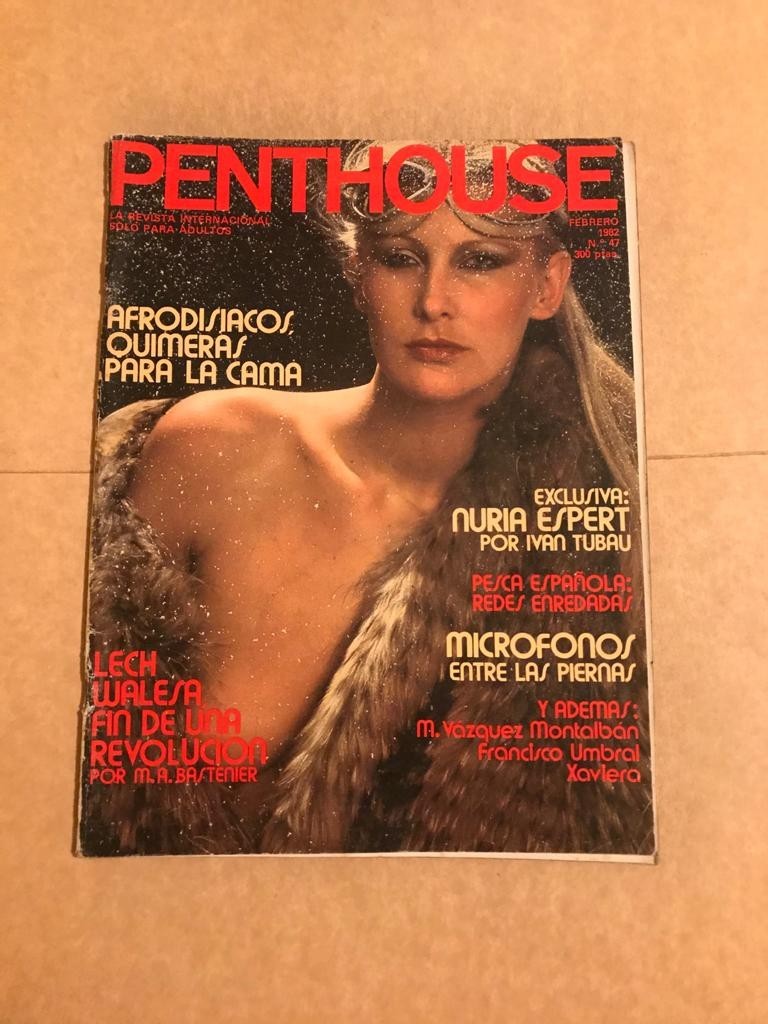 PENTHOUSE
LA REVISTA INTERNACIONAL
SOLO PARA ADULTOS
FEBRERO
1982
N.º 47
300 ptas.
AFRODISIACOS,
QUIMERAS
PARA LA CAMA
EXCLUSIVA:
NURIA ESPERT
POR IVAN TUBAU
PESCA ESPAÑOLA:
REDES ENREDADAS
MICROFONOS
ENTRE LAS PIERNAS
LECH
WALESA
FIN DE UNA
REVOLUCION
POR M.A. BASTENIER
Y ADEMAS:
M. Vázquez Montalbán
Francisco Umbral
Xaviera